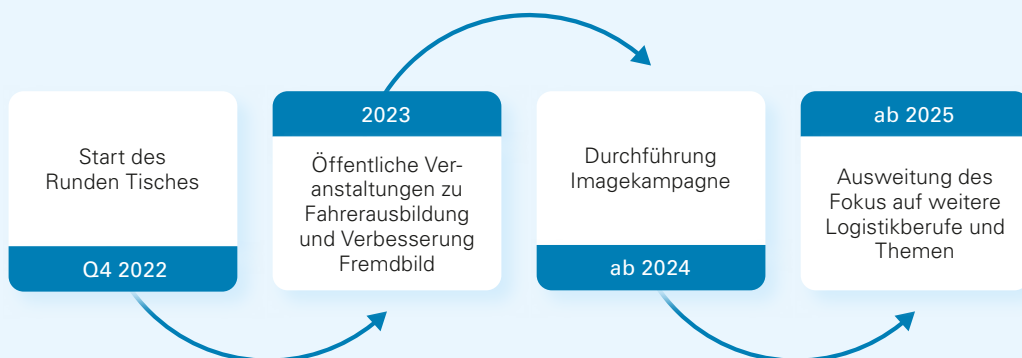 Start des
Runden Tisches
Q4 2022
2023
Öffentliche Ver-
anstaltungen zu
Fahrerausbildung
und Verbesserung
Fremdbild
Durchführung
Imagekampagne
ab 2024
ab 2025
Ausweitung des
Fokus auf weitere
Logistikberufe und
Themen